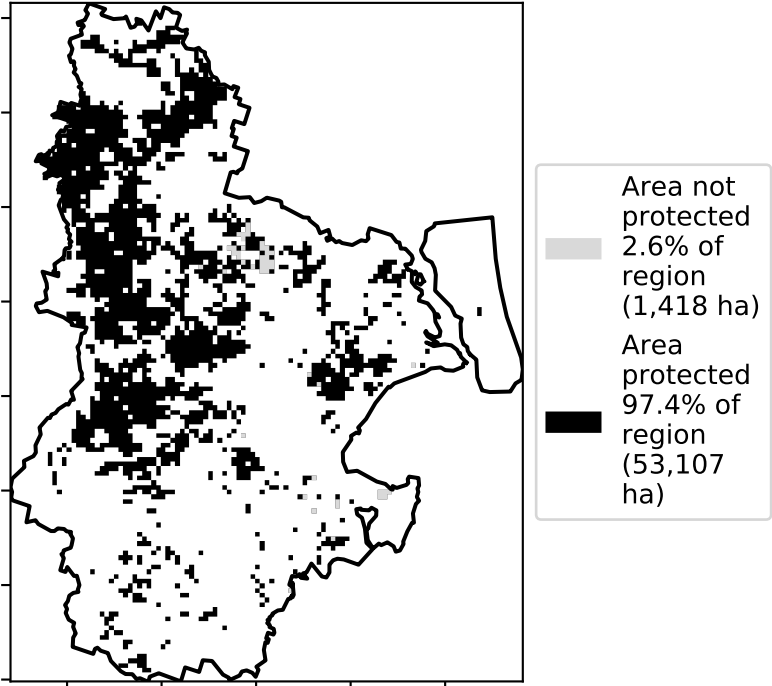 Area not
protected
2.6% of
region
(1,418 ha)
Area
protected
97.4% of
region
(53,107
ha)